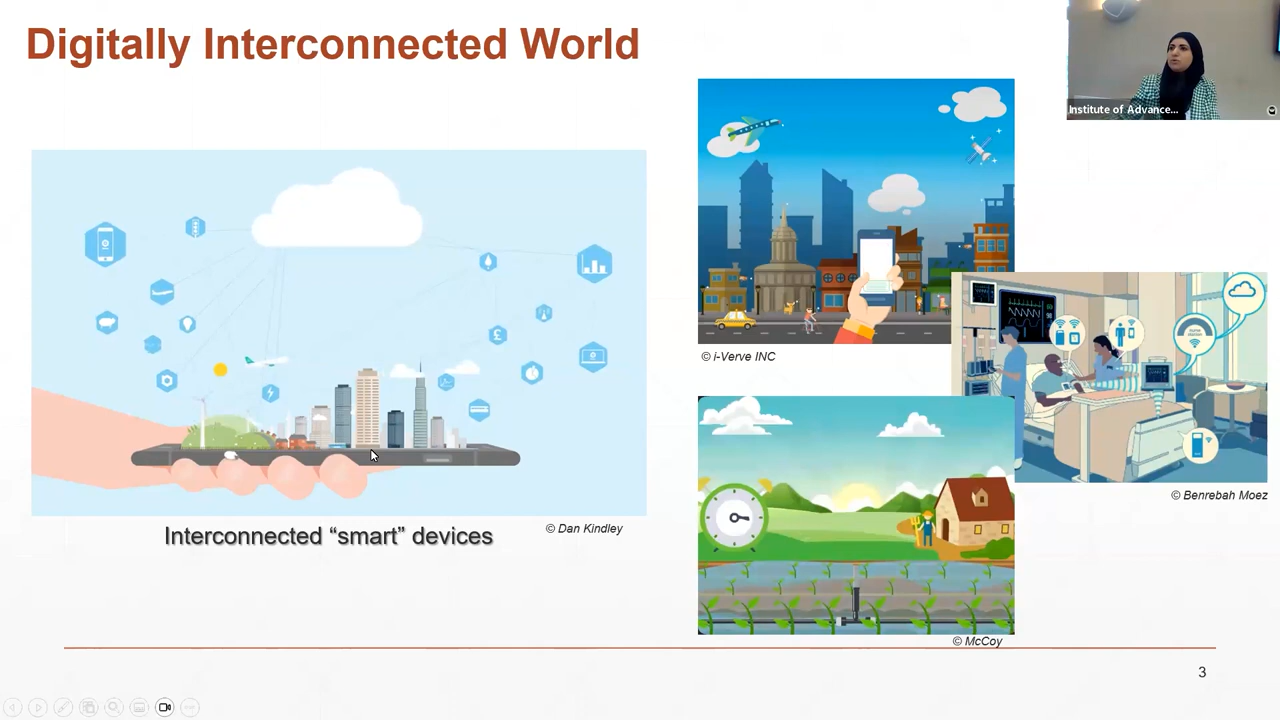 Digitally Interconnected World
Institute of Advance...
© i-Verve INC
© Benrebah Moez
Interconnected “smart” devices
© Dan Kindley
© McCoy
3